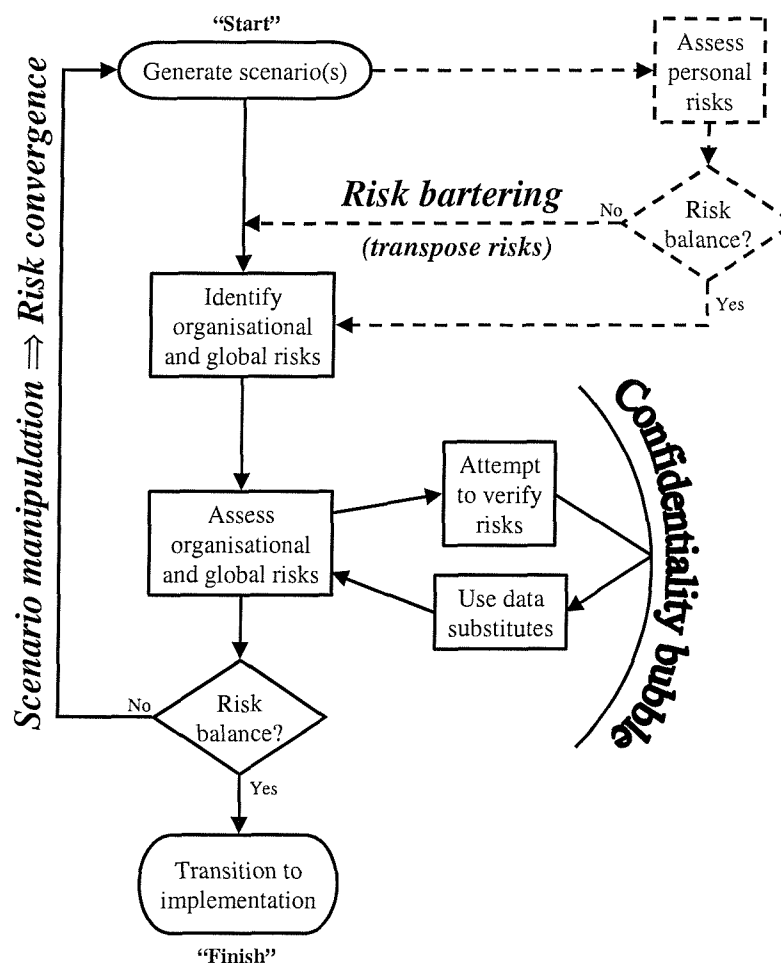 “Start”
Generate scenario(s)
Assess
personal
risks
Risk bartering
(transpose risks)
No
Risk
balance?
Yes
Identify
organisational
and global risks
Scenario manipulation ⇒ Risk convergence
Assess
organisational
and global risks
Attempt
to verify
risks
Use data
substitutes
Confidentiality bubble
No
Risk
balance?
Yes
Transition to
implementation
“Finish”